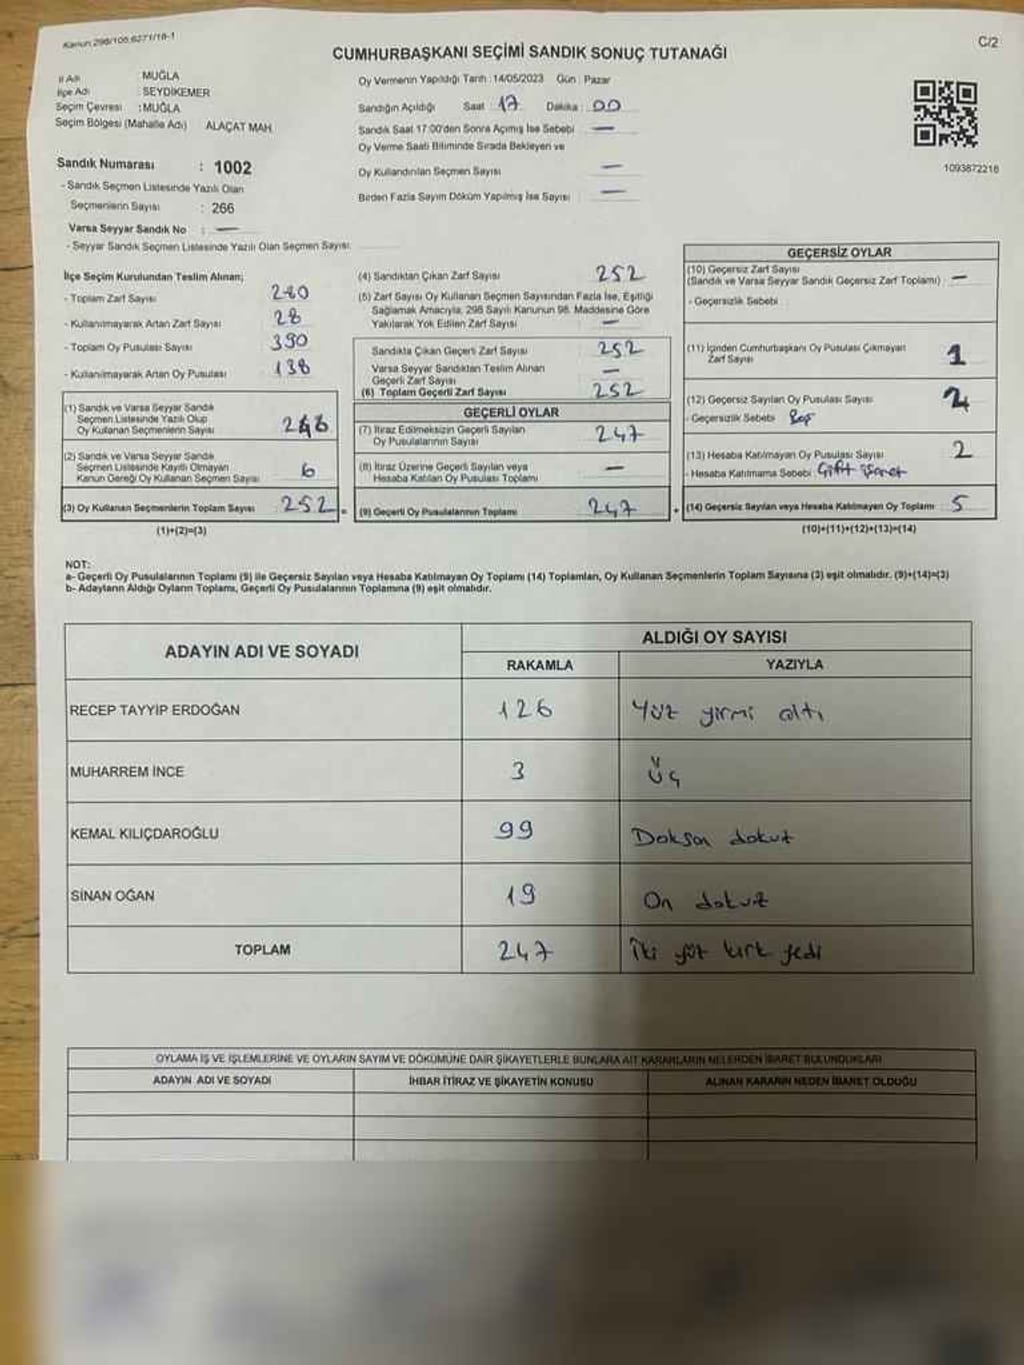 Kanun:298/106,6271/18-1
C/2
CUMHURBAŞKANI SEÇİMİ SANDIK SONUÇ TUTANAĞI
İl Adı MUĞLA
İlçe Adı SEYDİKEMER
Seçim Çevresi : MUĞLA
Seçim Bölgesi (Mahalle Adı) ALAÇAT MAH.
Sandık Numarası : 1002
- Sandık Seçmen Listesinde Yazılı Olan
Seçmenlerin Sayısı : 266
Varsa Seyyar Sandık No : —
- Seyyar Sandık Seçmen Listesinde Yazılı Olan Seçmen Sayısı:
Oy Vermenin Yapıldığı Tarih :14/05/2023 Gün : Pazar
Sandığın Açıldığı Saat : 17 Dakika : 00
Sandık Saat 17:00'den Sonra Açımış İse Sebebi : —
Oy Verme Saati Bitiminde Sırada Bekleyen ve
Oy Kullandırılan Seçmen Sayısı : —
Birden Fazla Sayım Döküm Yapılmış İse Sayısı : —
1093872218
İlçe Seçim Kurulundan Teslim Alınan;
- Toplam Zarf Sayısı : 280
- Kullanılmayarak Artan Zarf Sayısı : 28
- Toplam Oy Pusulası Sayısı : 390
- Kullanılmayarak Artan Oy Pusulası : 138
(1) Sandık ve Varsa Seyyar Sandık
Seçmen Listesinde Yazılı Olup
Oy Kullanan Seçmenlerin Sayısı 246
(2) Sandık ve Varsa Seyyar Sandık
Seçmen Listesinde Kayıtlı Olmayan
Kanun Gereği Oy Kullanan Seçmen Sayısı 6
(3) Oy Kullanan Seçmenlerin Toplam Sayısı 252 =
(1)+(2)=(3)
(4) Sandıktan Çıkan Zarf Sayısı 252
(5) Zarf Sayısı Oy Kullanan Seçmen Sayısından Fazla İse, Eşitliği
Sağlamak Amacıyla, 298 Sayılı Kanunun 98. Maddesine Göre
Yakılarak Yok Edilen Zarf Sayısı : —
Sandıkta Çıkan Geçerli Zarf Sayısı 252
Varsa Seyyar Sandıktan Teslim Alınan
Geçerli Zarf Sayısı —
(6) Toplam Geçerli Zarf Sayısı 252
GEÇERLİ OYLAR
(7) İtiraz Edilmeksizin Geçerli Sayılan
Oy Pusulalarının Sayısı 247
(8) İtiraz Üzerine Geçerli Sayılan veya
Hesaba Katılan Oy Pusulası Toplamı —
(9) Geçerli Oy Pusulalarının Toplamı 247 +
GEÇERSİZ OYLAR
(10) Geçersiz Zarf Sayısı
(Sandık ve Varsa Seyyar Sandık Geçersiz Zarf Toplamı) : —
- Geçersizlik Sebebi :
(11) İçinden Cumhurbaşkanı Oy Pusulası Çıkmayan
Zarf Sayısı 1
(12) Geçersiz Sayılan Oy Pusulası Sayısı : 2
- Geçersizlik Sebebi : Boş
(13) Hesaba Katılmayan Oy Pusulası Sayısı : 2
- Hesaba Katılmama Sebebi : Çift işaret
(14) Geçersiz Sayılan veya Hesaba Katılmayan Oy Toplamı : 5
(10)+(11)+(12)+(13)=(14)
NOT:
a- Geçerli Oy Pusulalarının Toplamı (9) ile Geçersiz Sayılan veya Hesaba Katılmayan Oy Toplamı (14) Toplamları, Oy Kullanan Seçmenlerin Toplam Sayısına (3) eşit olmalıdır. (9)+(14)=(3)
b- Adayların Aldığı Oyların Toplamı, Geçerli Oy Pusulalarının Toplamına (9) eşit olmalıdır.
ADAYIN ADI VE SOYADI
ALDIĞI OY SAYISI
RAKAMLA YAZIYLA
RECEP TAYYİP ERDOĞAN 126 Yüz yirmi altı
MUHARREM İNCE 3 Üç
KEMAL KILIÇDAROĞLU 99 Doksan dokuz
SİNAN OĞAN 19 On dokuz
TOPLAM 247 İki yüz kırk yedi
OYLAMA İŞ VE İŞLEMLERİNE VE OYLARIN SAYIM VE DÖKÜMÜNE DAİR ŞİKAYETLERLE BUNLARA AİT KARARLARIN NELERDEN İBARET BULUNDUKLARI
ADAYIN ADI VE SOYADI İHBAR İTİRAZ VE ŞİKAYETİN KONUSU ALINAN KARARIN NEDEN İBARET OLDUĞU